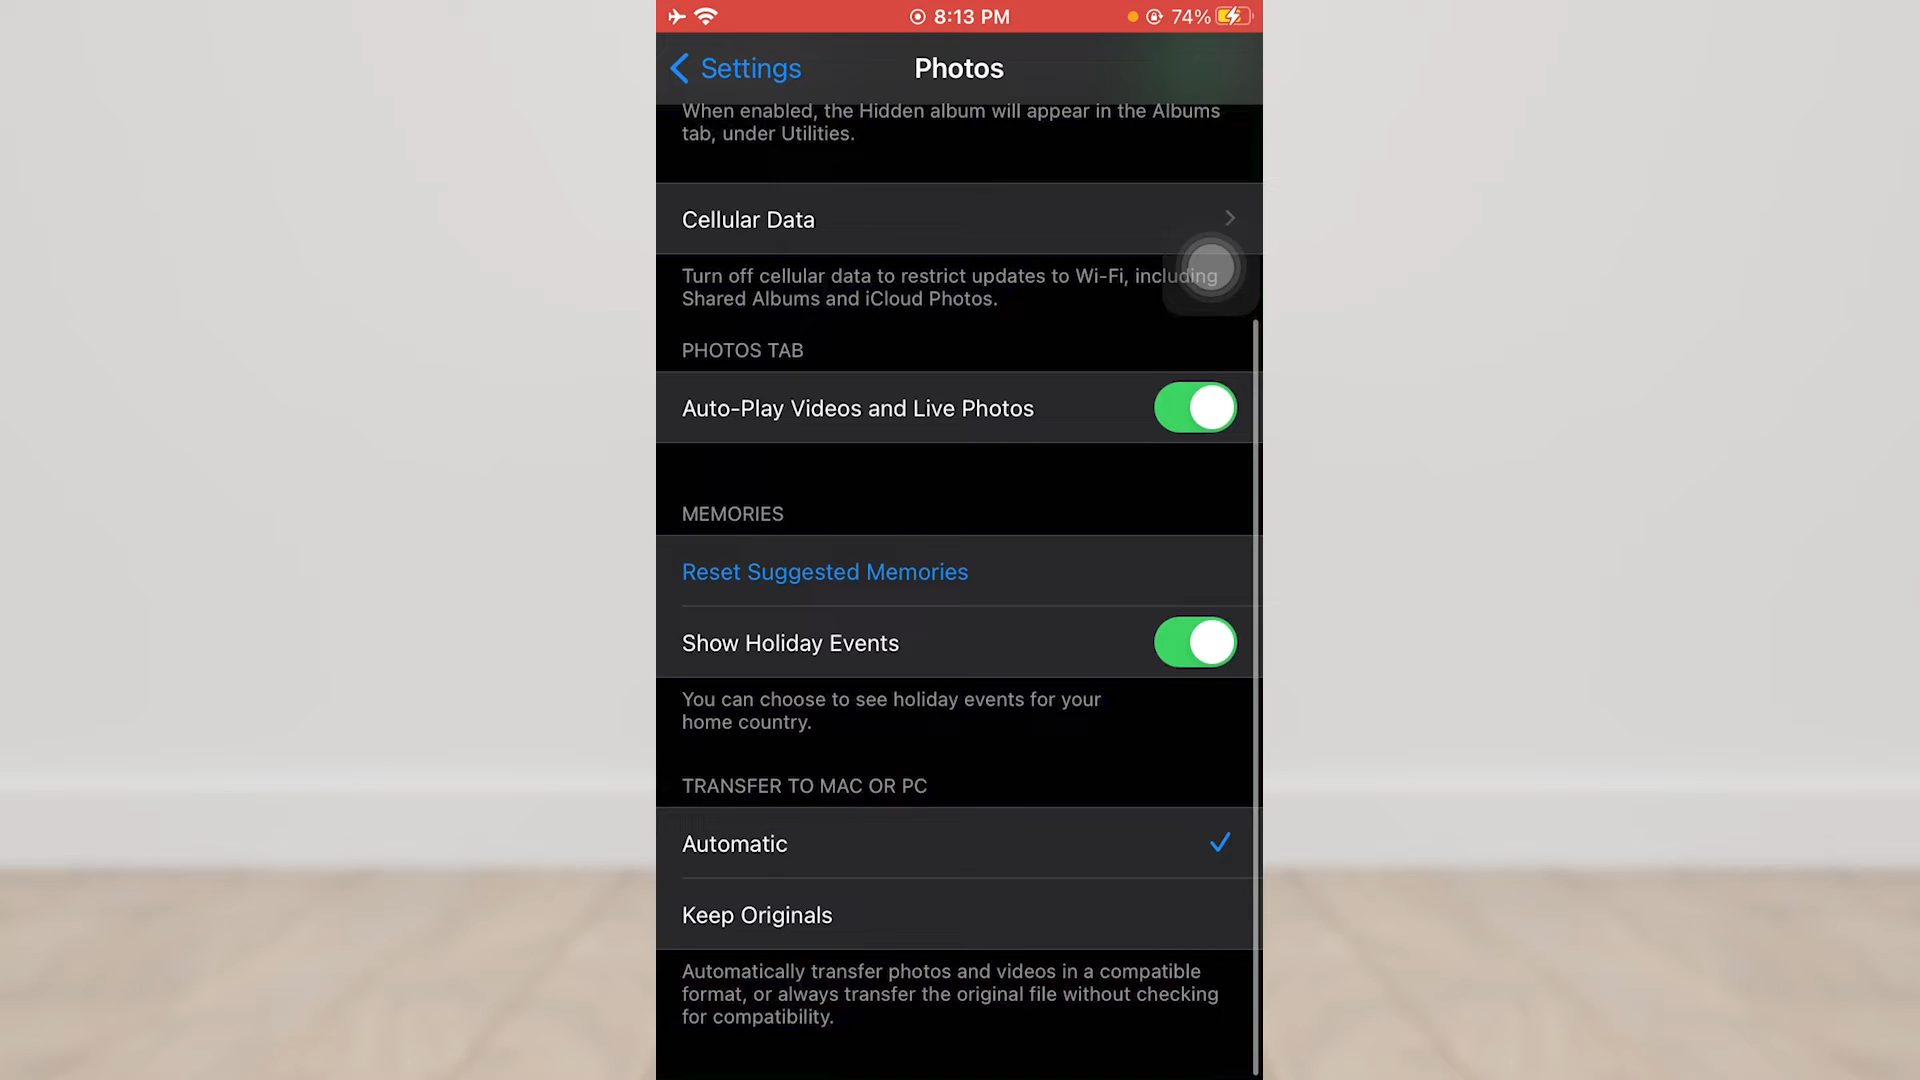 8:13 PM
74%
Settings
Photos
When enabled, the Hidden album will appear in the Albums
tab, under Utilities.
Cellular Data
Turn off cellular data to restrict updates to Wi-Fi, including
Shared Albums and iCloud Photos.
PHOTOS TAB
Auto-Play Videos and Live Photos
MEMORIES
Reset Suggested Memories
Show Holiday Events
You can choose to see holiday events for your
home country.
TRANSFER TO MAC OR PC
Automatic
Keep Originals
Automatically transfer photos and videos in a compatible
format, or always transfer the original file without checking
for compatibility.